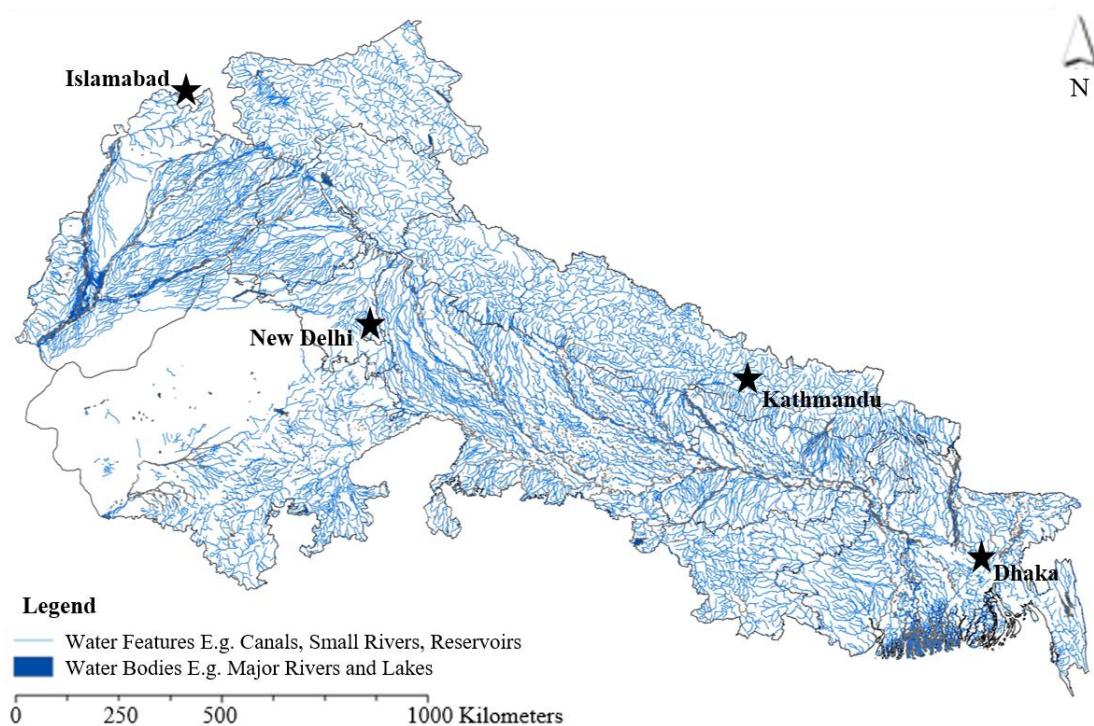 N
Islamabad
New Delhi
Kathmandu
Dhaka
Legend
Water Features E.g. Canals, Small Rivers, Reservoirs
Water Bodies E.g. Major Rivers and Lakes
0 250 500 1000 Kilometers